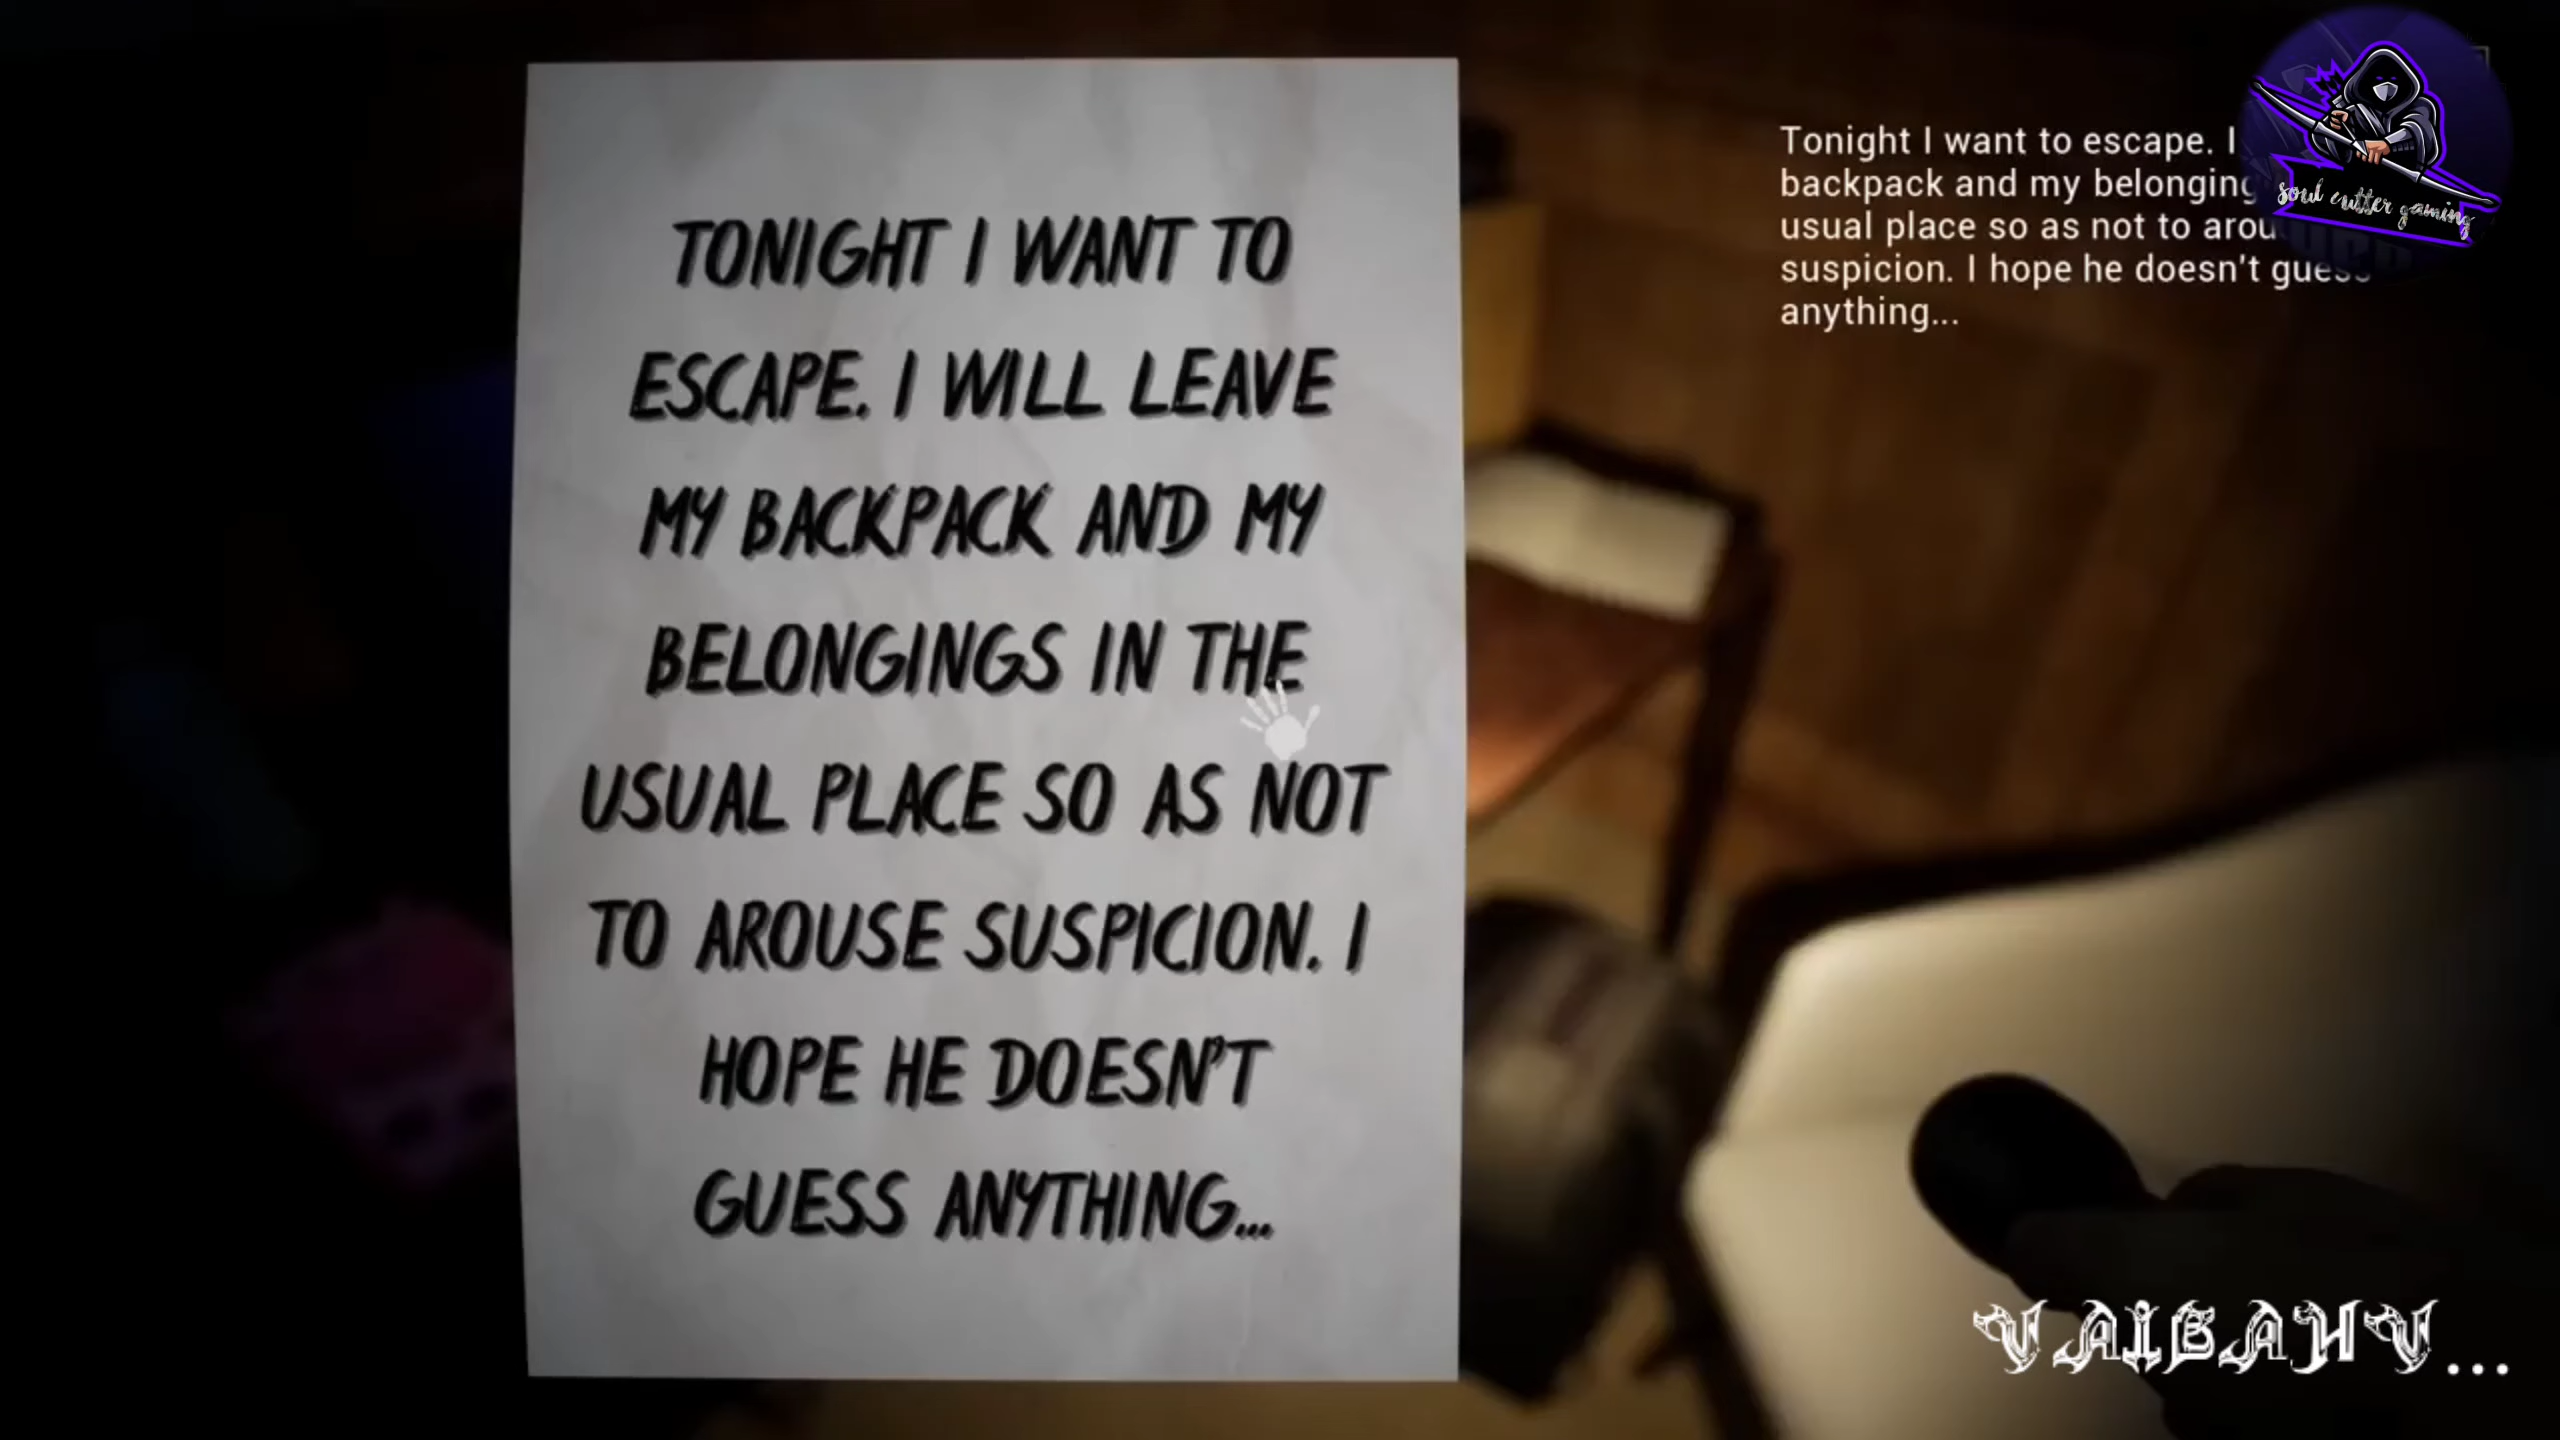 TONIGHT I WANT TO
ESCAPE. I WILL LEAVE
MY BACKPACK AND MY
BELONGINGS IN THE
USUAL PLACE SO AS NOT
TO AROUSE SUSPICION. I
HOPE HE DOESN'T
GUESS ANYTHING...
Tonight I want to escape. I
backpack and my belonging
usual place so as not to arou
suspicion. I hope he doesn't guess
anything...
soul cutter gaming
VAIBAHV...